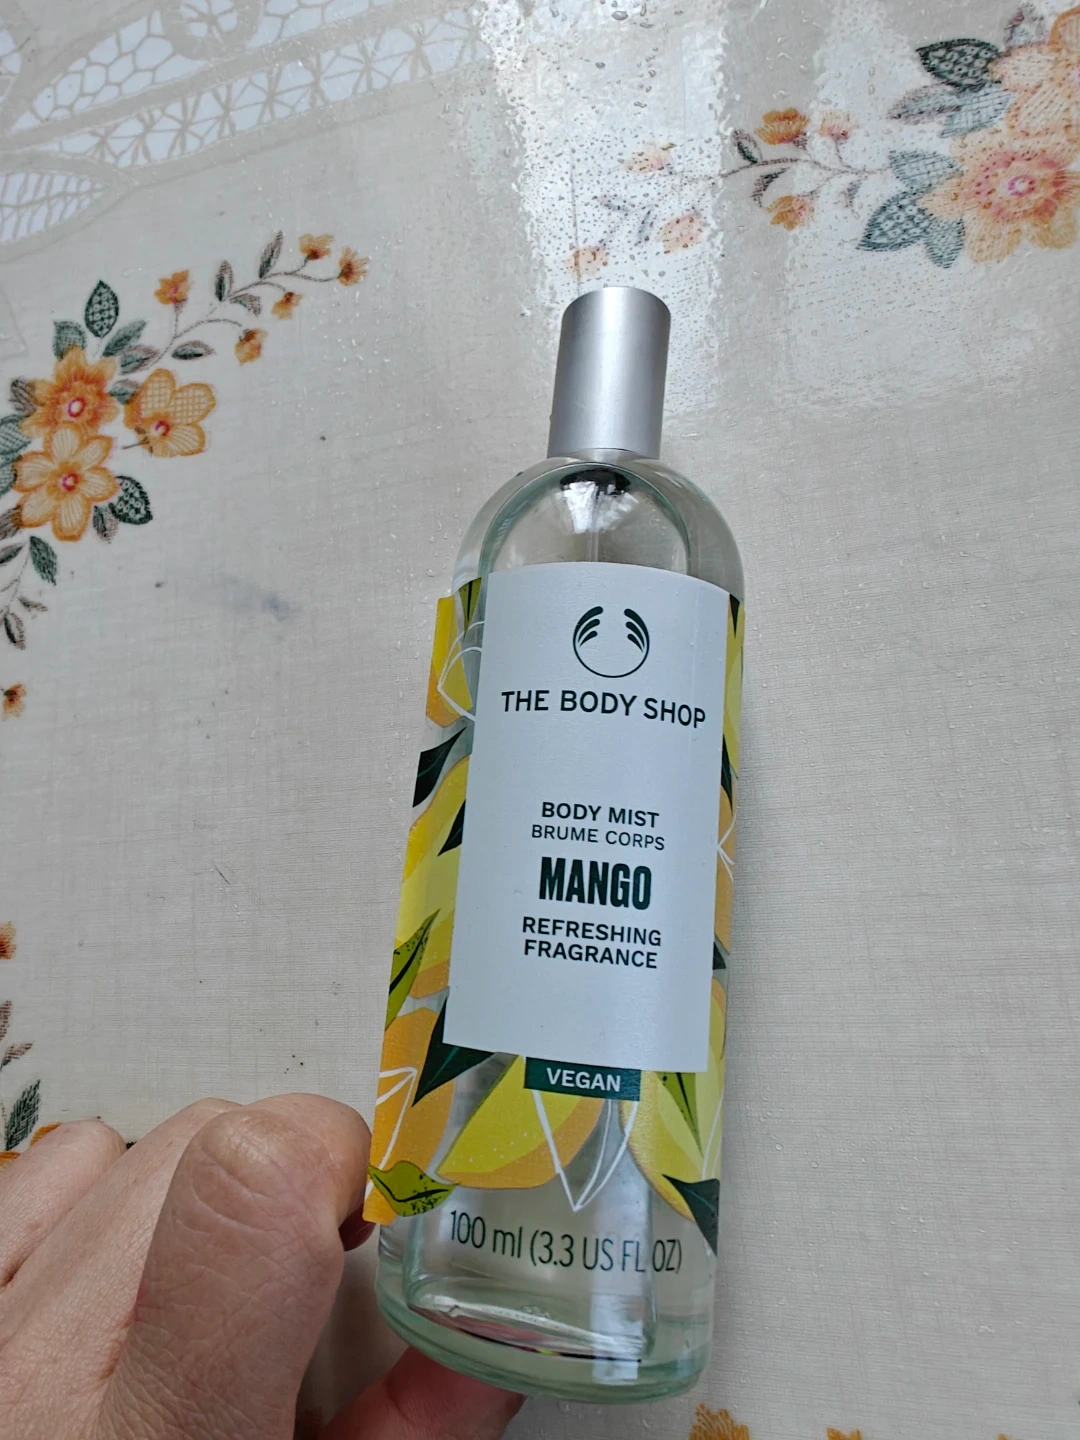 THE BODY SHOP
BODY MIST
BRUME CORPS
MANGO
REFRESHING
FRAGRANCE
VEGAN
100 ml (3.3 US FL OZ)